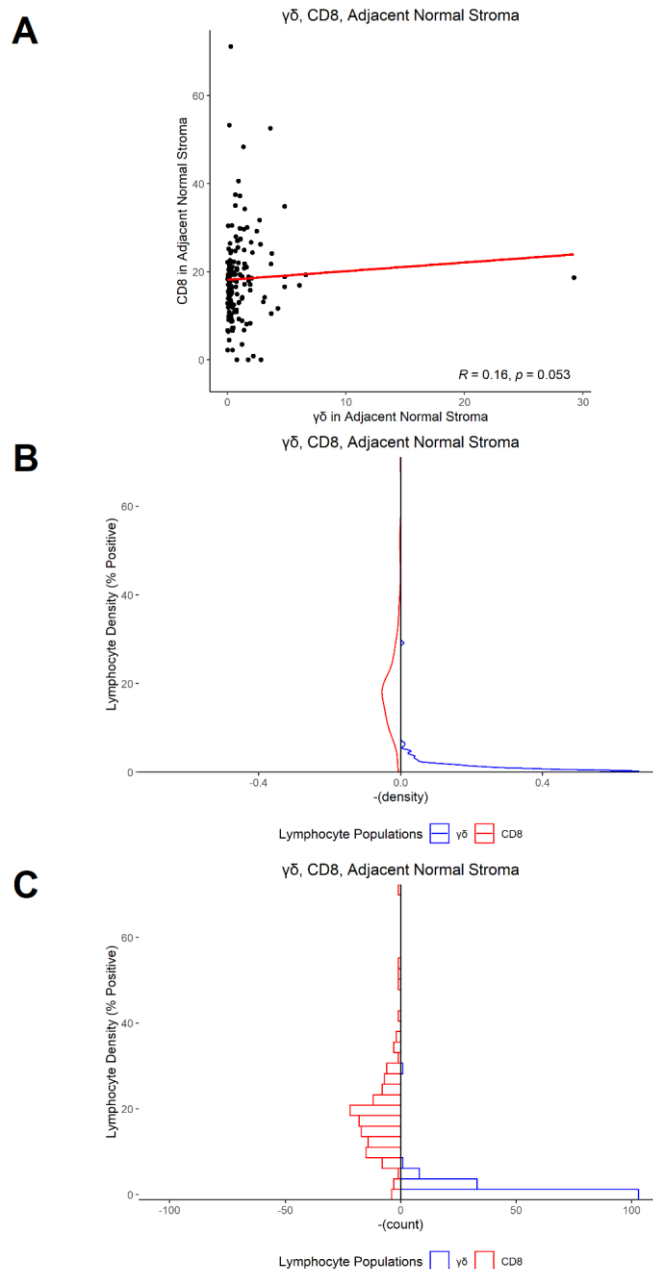 A
γδ, CD8, Adjacent Normal Stroma
CD8 in Adjacent Normal Stroma
60
40
20
0
R = 0.16, p = 0.053
0
10
20
30
γδ in Adjacent Normal Stroma
B
γδ, CD8, Adjacent Normal Stroma
Lymphocyte Density (% Positive)
60
40
20
0
-0.4
0.0
0.4
-(density)
Lymphocyte Populations γδ CD8
C
γδ, CD8, Adjacent Normal Stroma
Lymphocyte Density (% Positive)
60
40
20
0
-100
-50
0
50
100
-(count)
Lymphocyte Populations γδ CD8